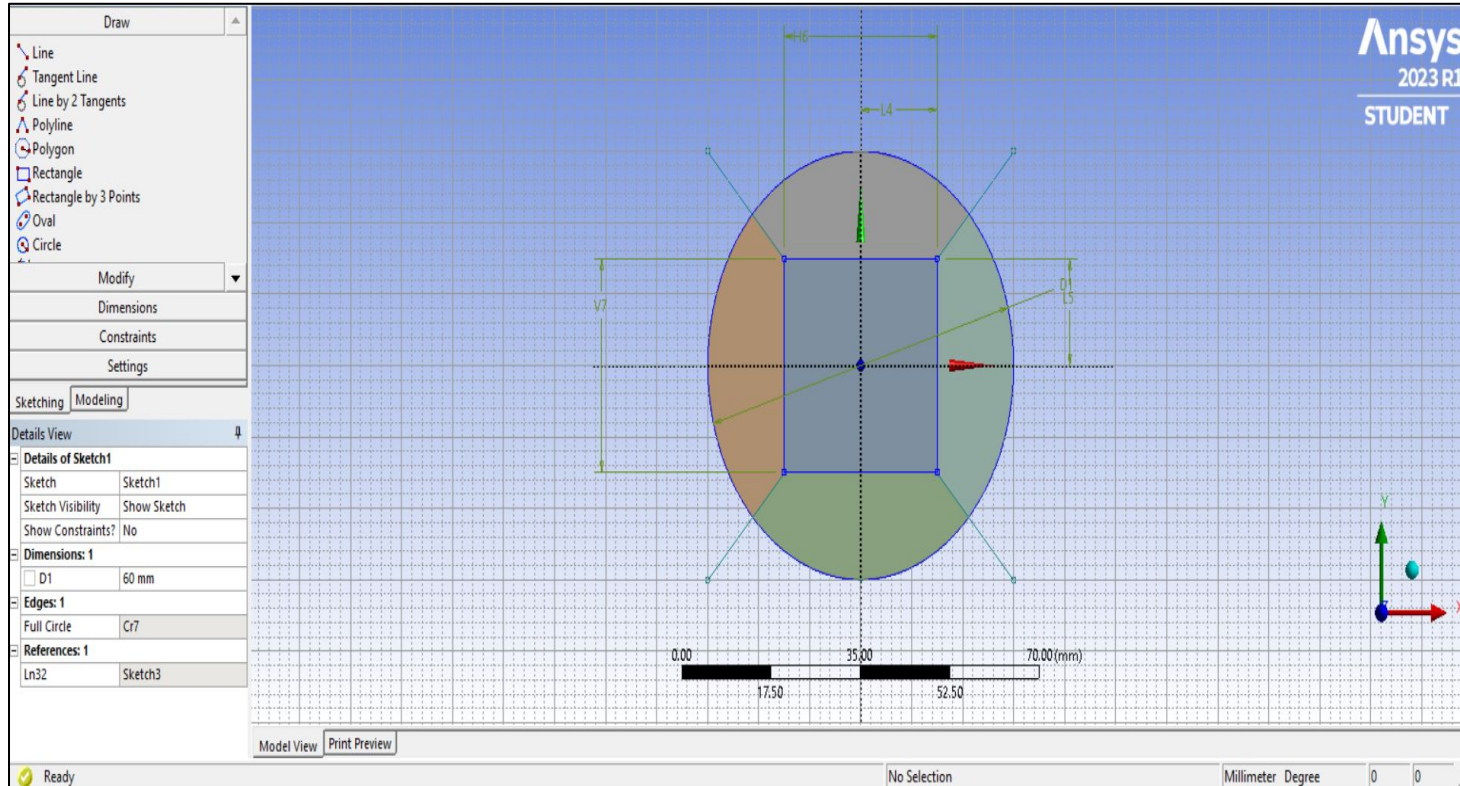 Draw
Line
Tangent Line
Line by 2 Tangents
Polyline
Polygon
Rectangle
Rectangle by 3 Points
Oval
Circle
Modify
Dimensions
Constraints
Settings
Sketching Modeling
Details View
Details of Sketch1
Sketch Sketch1
Sketch Visibility Show Sketch
Show Constraints? No
Dimensions: 1
D1 60 mm
Edges: 1
Full Circle Cr7
References: 1
Ln32 Sketch3
H6
L4
V7
D1
L5
Ansys
2023 R1
STUDENT
Y
X
0.00 35.00 70.00 (mm)
17.50 52.50
Model View Print Preview
Ready No Selection Millimeter Degree 0 0